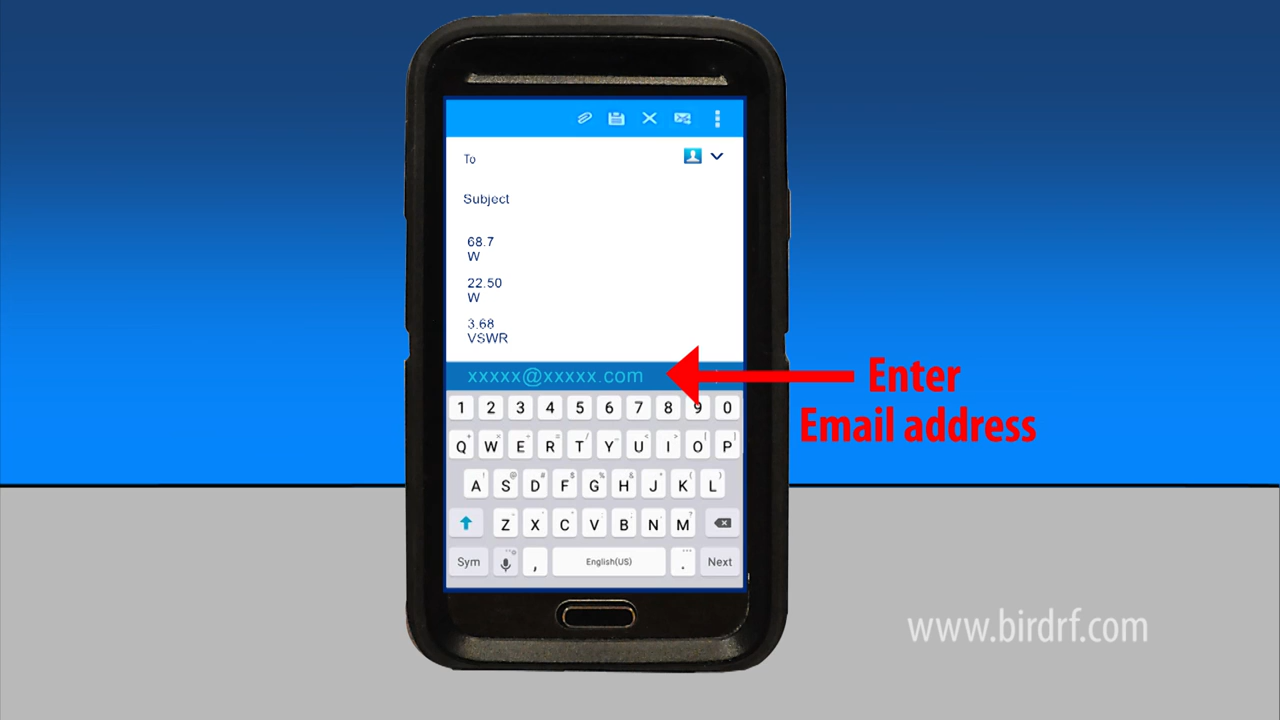 To
Subject
68.7
W
22.50
W
3.68
VSWR
xxxxx@xxxxx.com
Enter
Email address
1 2 3 4 5 6 7 8 9 0
Q W E R T Y U I O P
A S D F G H J K L
Z X C V B N M
Sym , English(US) . Next
www.birdrf.com